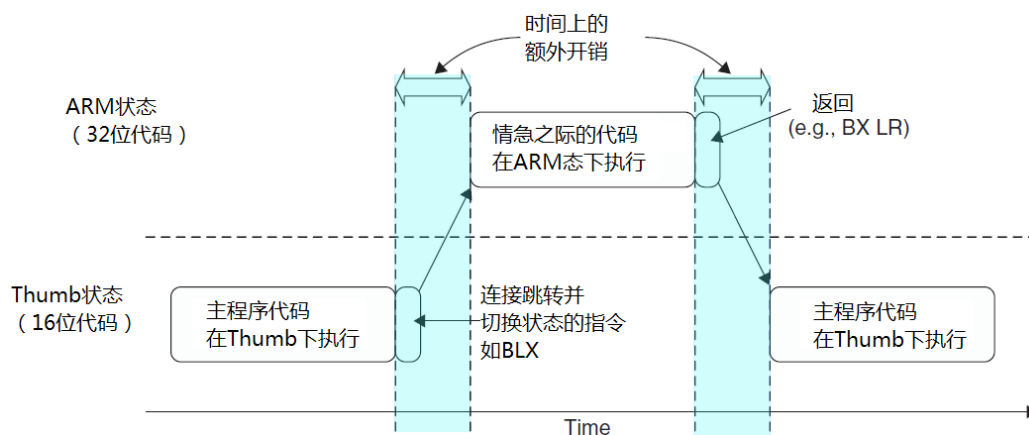 时间上的
额外开销
ARM状态
（32位代码）
情急之际的代码
在ARM态下执行
返回
(e.g., BX LR)
Thumb状态
（16位代码）
主程序代码
在Thumb下执行
连接跳转并
切换状态的指令
如BLX
主程序代码
在Thumb下执行
Time